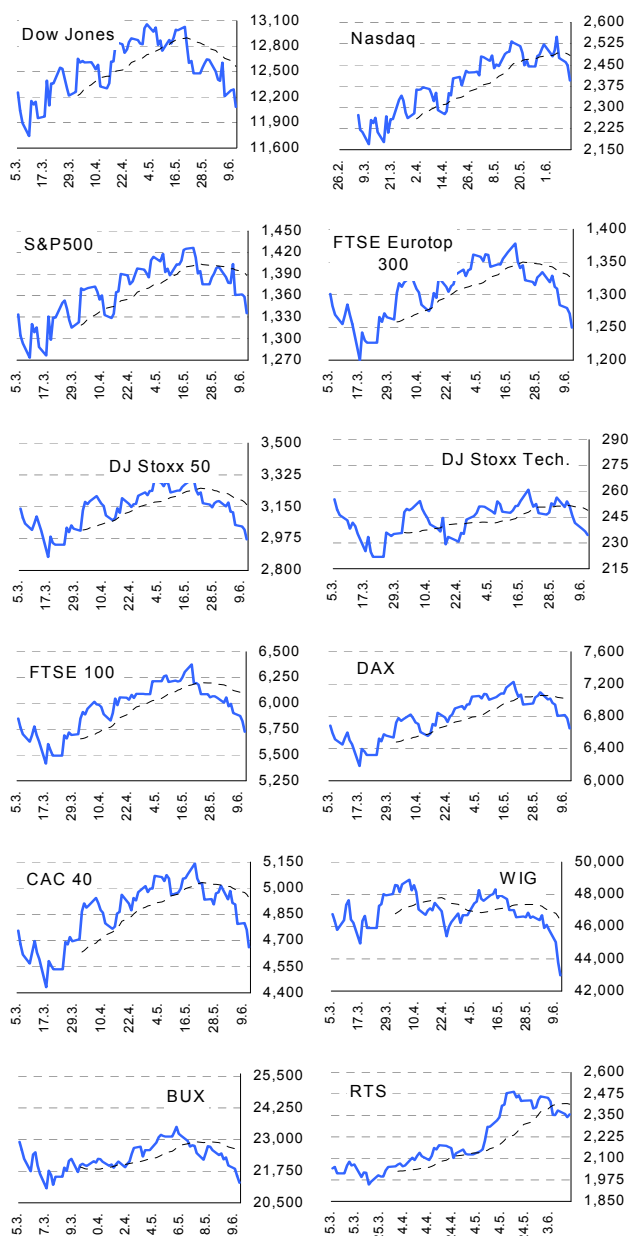 Dow Jones
13,100
12,800
12,500
12,200
11,900
11,600
5.3. 17.3. 29.3. 10.4. 22.4. 4.5. 16.5. 28.5. 9.6.
Nasdaq
2,600
2,525
2,450
2,375
2,300
2,225
2,150
26.2. 9.3. 21.3. 2.4. 14.4. 26.4. 8.5. 20.5. 1.6.
S&P500
1,450
1,420
1,390
1,360
1,330
1,300
1,270
5.3. 17.3. 29.3. 10.4. 22.4. 4.5. 16.5. 28.5. 9.6.
FTSE Eurotop
300
1,400
1,350
1,300
1,250
1,200
5.3. 17.3. 29.3. 10.4. 22.4. 4.5. 16.5. 28.5. 9.6.
DJ Stoxx 50
3,500
3,325
3,150
2,975
2,800
5.3. 17.3. 29.3. 10.4. 22.4. 4.5. 16.5. 28.5. 9.6.
DJ Stoxx Tech.
290
275
260
245
230
215
5.3. 17.3. 29.3. 10.4. 22.4. 4.5. 16.5. 28.5. 9.6.
FTSE 100
6,500
6,250
6,000
5,750
5,500
5,250
5.3. 17.3. 29.3. 10.4. 22.4. 4.5. 16.5. 28.5. 9.6.
DAX
7,600
7,200
6,800
6,400
6,000
5.3. 17.3. 29.3. 10.4. 22.4. 4.5. 16.5. 28.5. 9.6.
CAC 40
5,150
5,000
4,850
4,700
4,550
4,400
5.3. 17.3. 29.3. 10.4. 22.4. 4.5. 16.5. 28.5. 9.6.
WIG
50,000
48,000
46,000
44,000
42,000
5.3. 17.3. 29.3. 10.4. 22.4. 4.5. 16.5. 28.5. 9.6.
BUX
25,500
24,250
23,000
21,750
20,500
5.3. 17.3. 29.3. 10.4. 22.4. 4.5. 6.5. 28.5. 9.6.
RTS
2,600
2,475
2,350
2,225
2,100
1,975
1,850
5.3. 5.3. 25.3. 4.4. 4.4. 24.4. 4.5. 4.5. 24.5. 3.6.